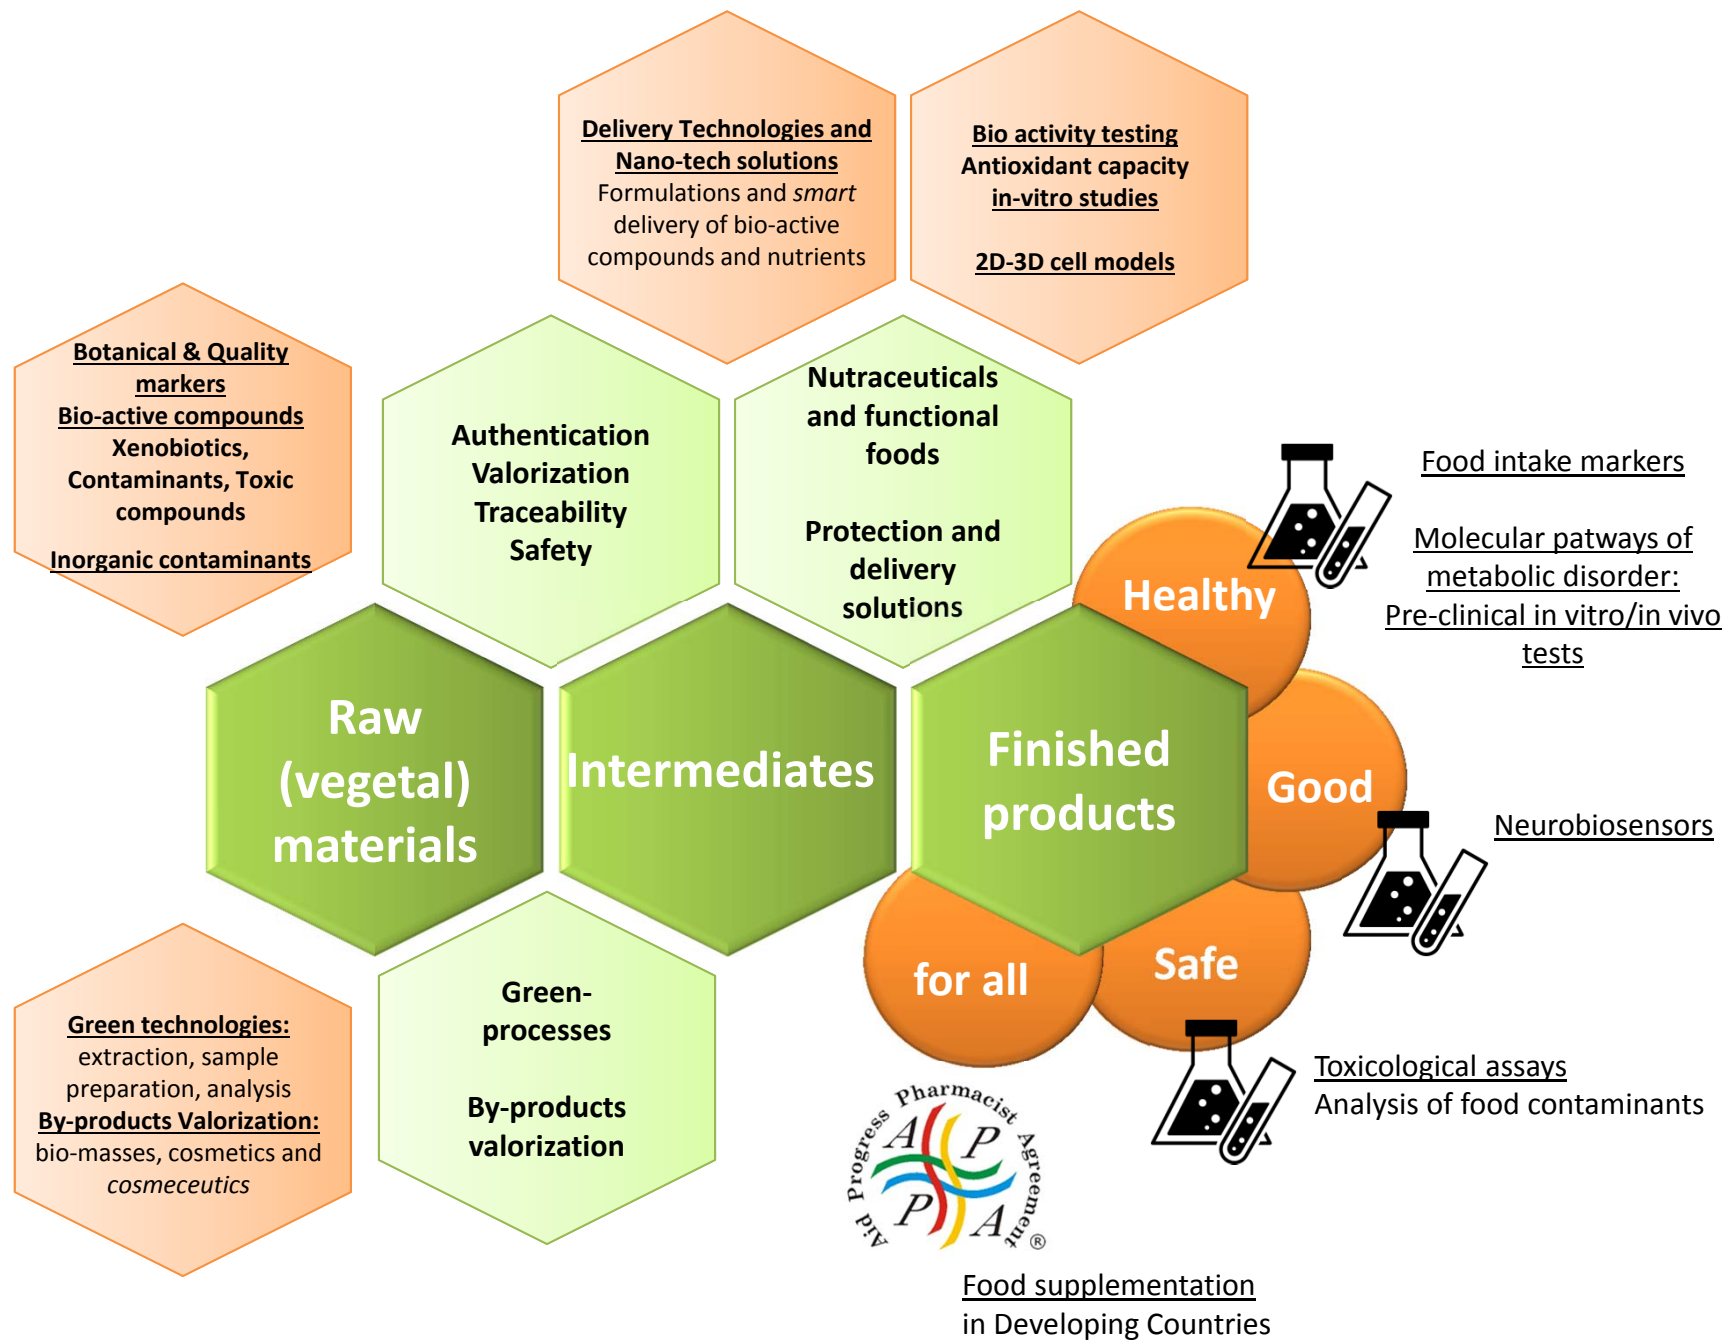 Delivery Technologies and
Nano-tech solutions
Formulations and smart
delivery of bio-active
compounds and nutrients
Bio activity testing
Antioxidant capacity
in-vitro studies
2D-3D cell models
Botanical & Quality
markers
Bio-active compounds
Xenobiotics,
Contaminants, Toxic
compounds
Inorganic contaminants
Authentication
Valorization
Traceability
Safety
Nutraceuticals
and functional
foods
Protection and
delivery
solutions
Healthy
Food intake markers
Molecular patways of
metabolic disorder:
Pre-clinical in vitro/in vivo
tests
Raw
(vegetal)
materials
Intermediates
Finished
products
Good
Neurobiosensors
Green technologies:
extraction, sample
preparation, analysis
By-products Valorization:
bio-masses, cosmetics and
cosmeceutics
Green-
processes
By-products
valorization
for all
Safe
Toxicological assays
Analysis of food contaminants
Aid Progress Pharmacist Agreement
A P
P A
®
Food supplementation
in Developing Countries